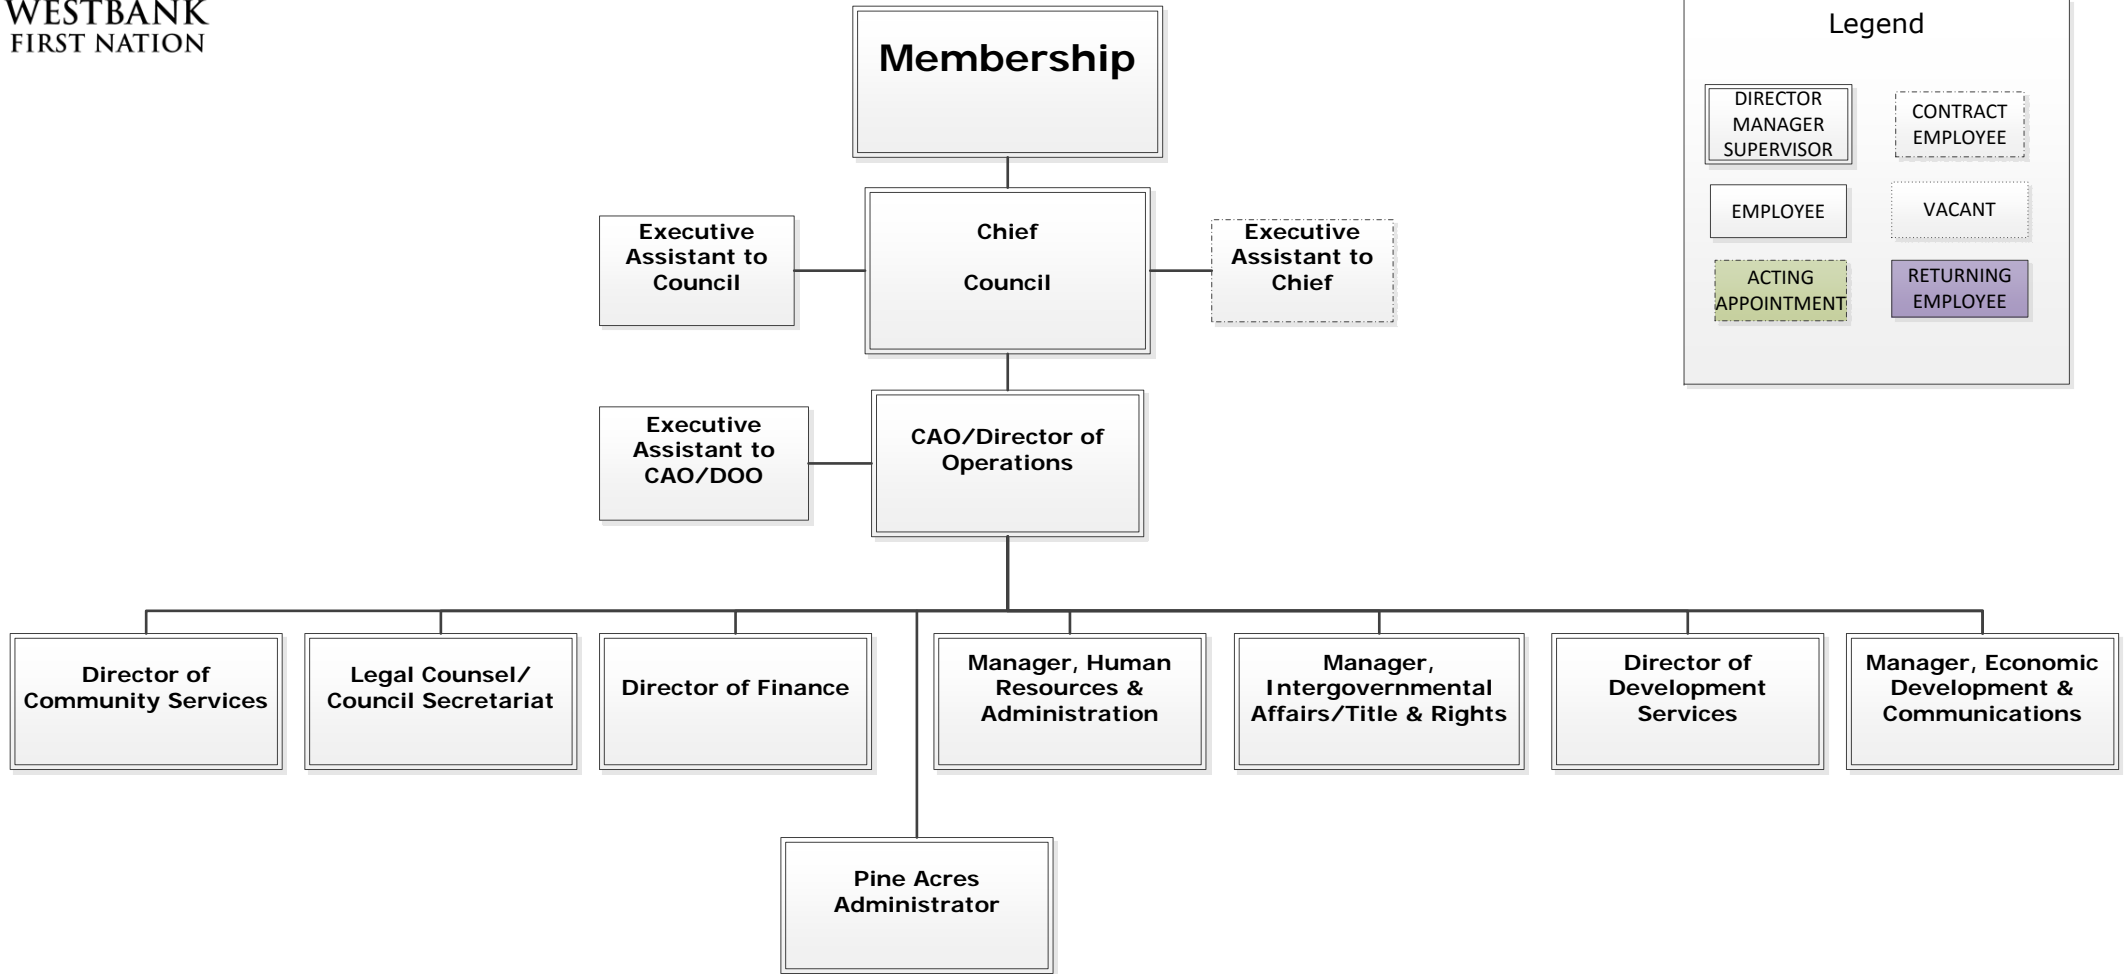 WESTBANK
FIRST NATION
Membership
Legend
DIRECTOR
MANAGER
SUPERVISOR
CONTRACT
EMPLOYEE
EMPLOYEE
VACANT
ACTING
APPOINTMENT
RETURNING
EMPLOYEE
Executive
Assistant to
Council
Chief
Council
Executive
Assistant to
Chief
Executive
Assistant to
CAO/DOO
CAO/Director of
Operations
Director of
Community Services
Legal Counsel/
Council Secretariat
Director of Finance
Manager, Human
Resources &
Administration
Manager,
Intergovernmental
Affairs/Title & Rights
Director of
Development
Services
Manager, Economic
Development &
Communications
Pine Acres
Administrator